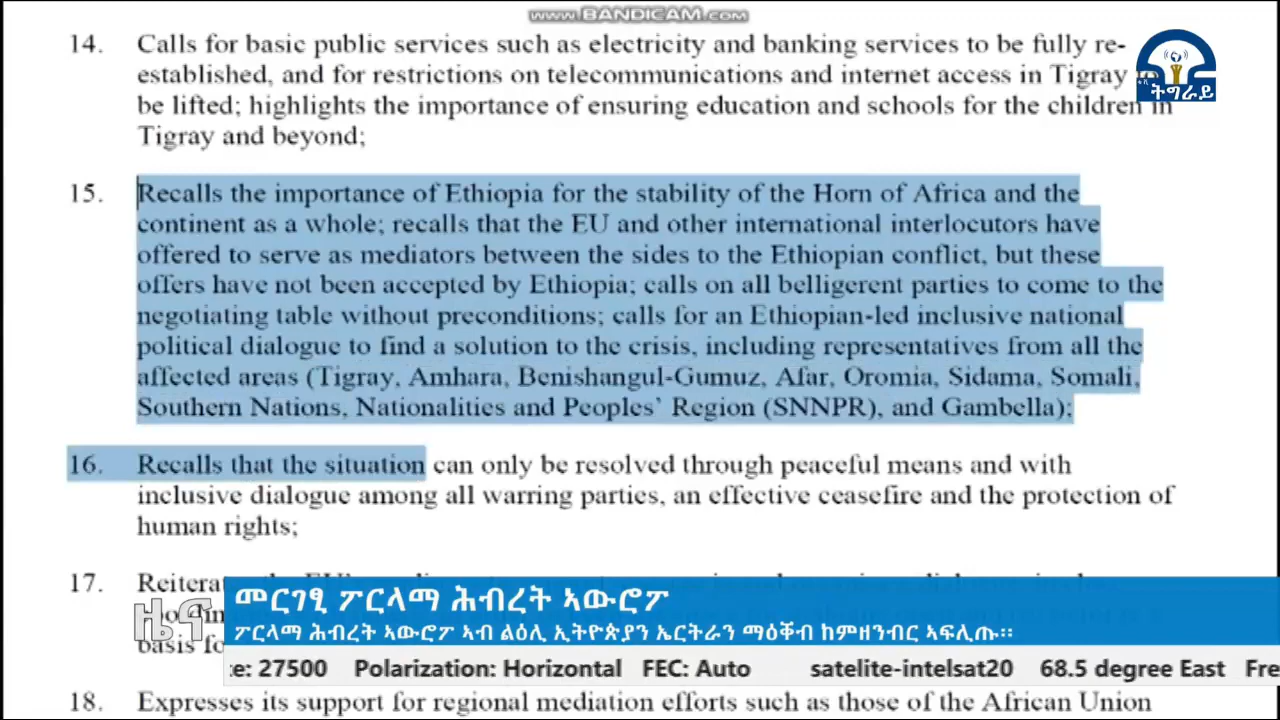 www.BANDICAM.com
14. Calls for basic public services such as electricity and banking services to be fully re-
established, and for restrictions on telecommunications and internet access in Tigray
be lifted; highlights the importance of ensuring education and schools for the children in
Tigray and beyond;
ትግራይ
15. Recalls the importance of Ethiopia for the stability of the Horn of Africa and the
continent as a whole; recalls that the EU and other international interlocutors have
offered to serve as mediators between the sides to the Ethiopian conflict, but these
offers have not been accepted by Ethiopia; calls on all belligerent parties to come to the
negotiating table without preconditions; calls for an Ethiopian-led inclusive national
political dialogue to find a solution to the crisis, including representatives from all the
affected areas (Tigray, Amhara, Benishangul-Gumuz, Afar, Oromia, Sidama, Somali,
Southern Nations, Nationalities and Peoples' Region (SNNPR), and Gambella);
16. Recalls that the situation can only be resolved through peaceful means and with
inclusive dialogue among all warring parties, an effective ceasefire and the protection of
human rights;
17.
basis
ዜና
መርገፂ ፖርላማ ሕብረት ኣውሮፖ
ፖርላማ ሕብረት ኣውሮፖ ኣብ ልዕሊ ኢትዮጵያን ኤርትራን ማዕቐብ ከምዘንብር ኣፍሊጡ፡፡
e: 27500 Polarization: Horizontal FEC: Auto satelite-intelsat20 68.5 degree East Fre
18. Expresses its support for regional mediation efforts such as those of the African Union